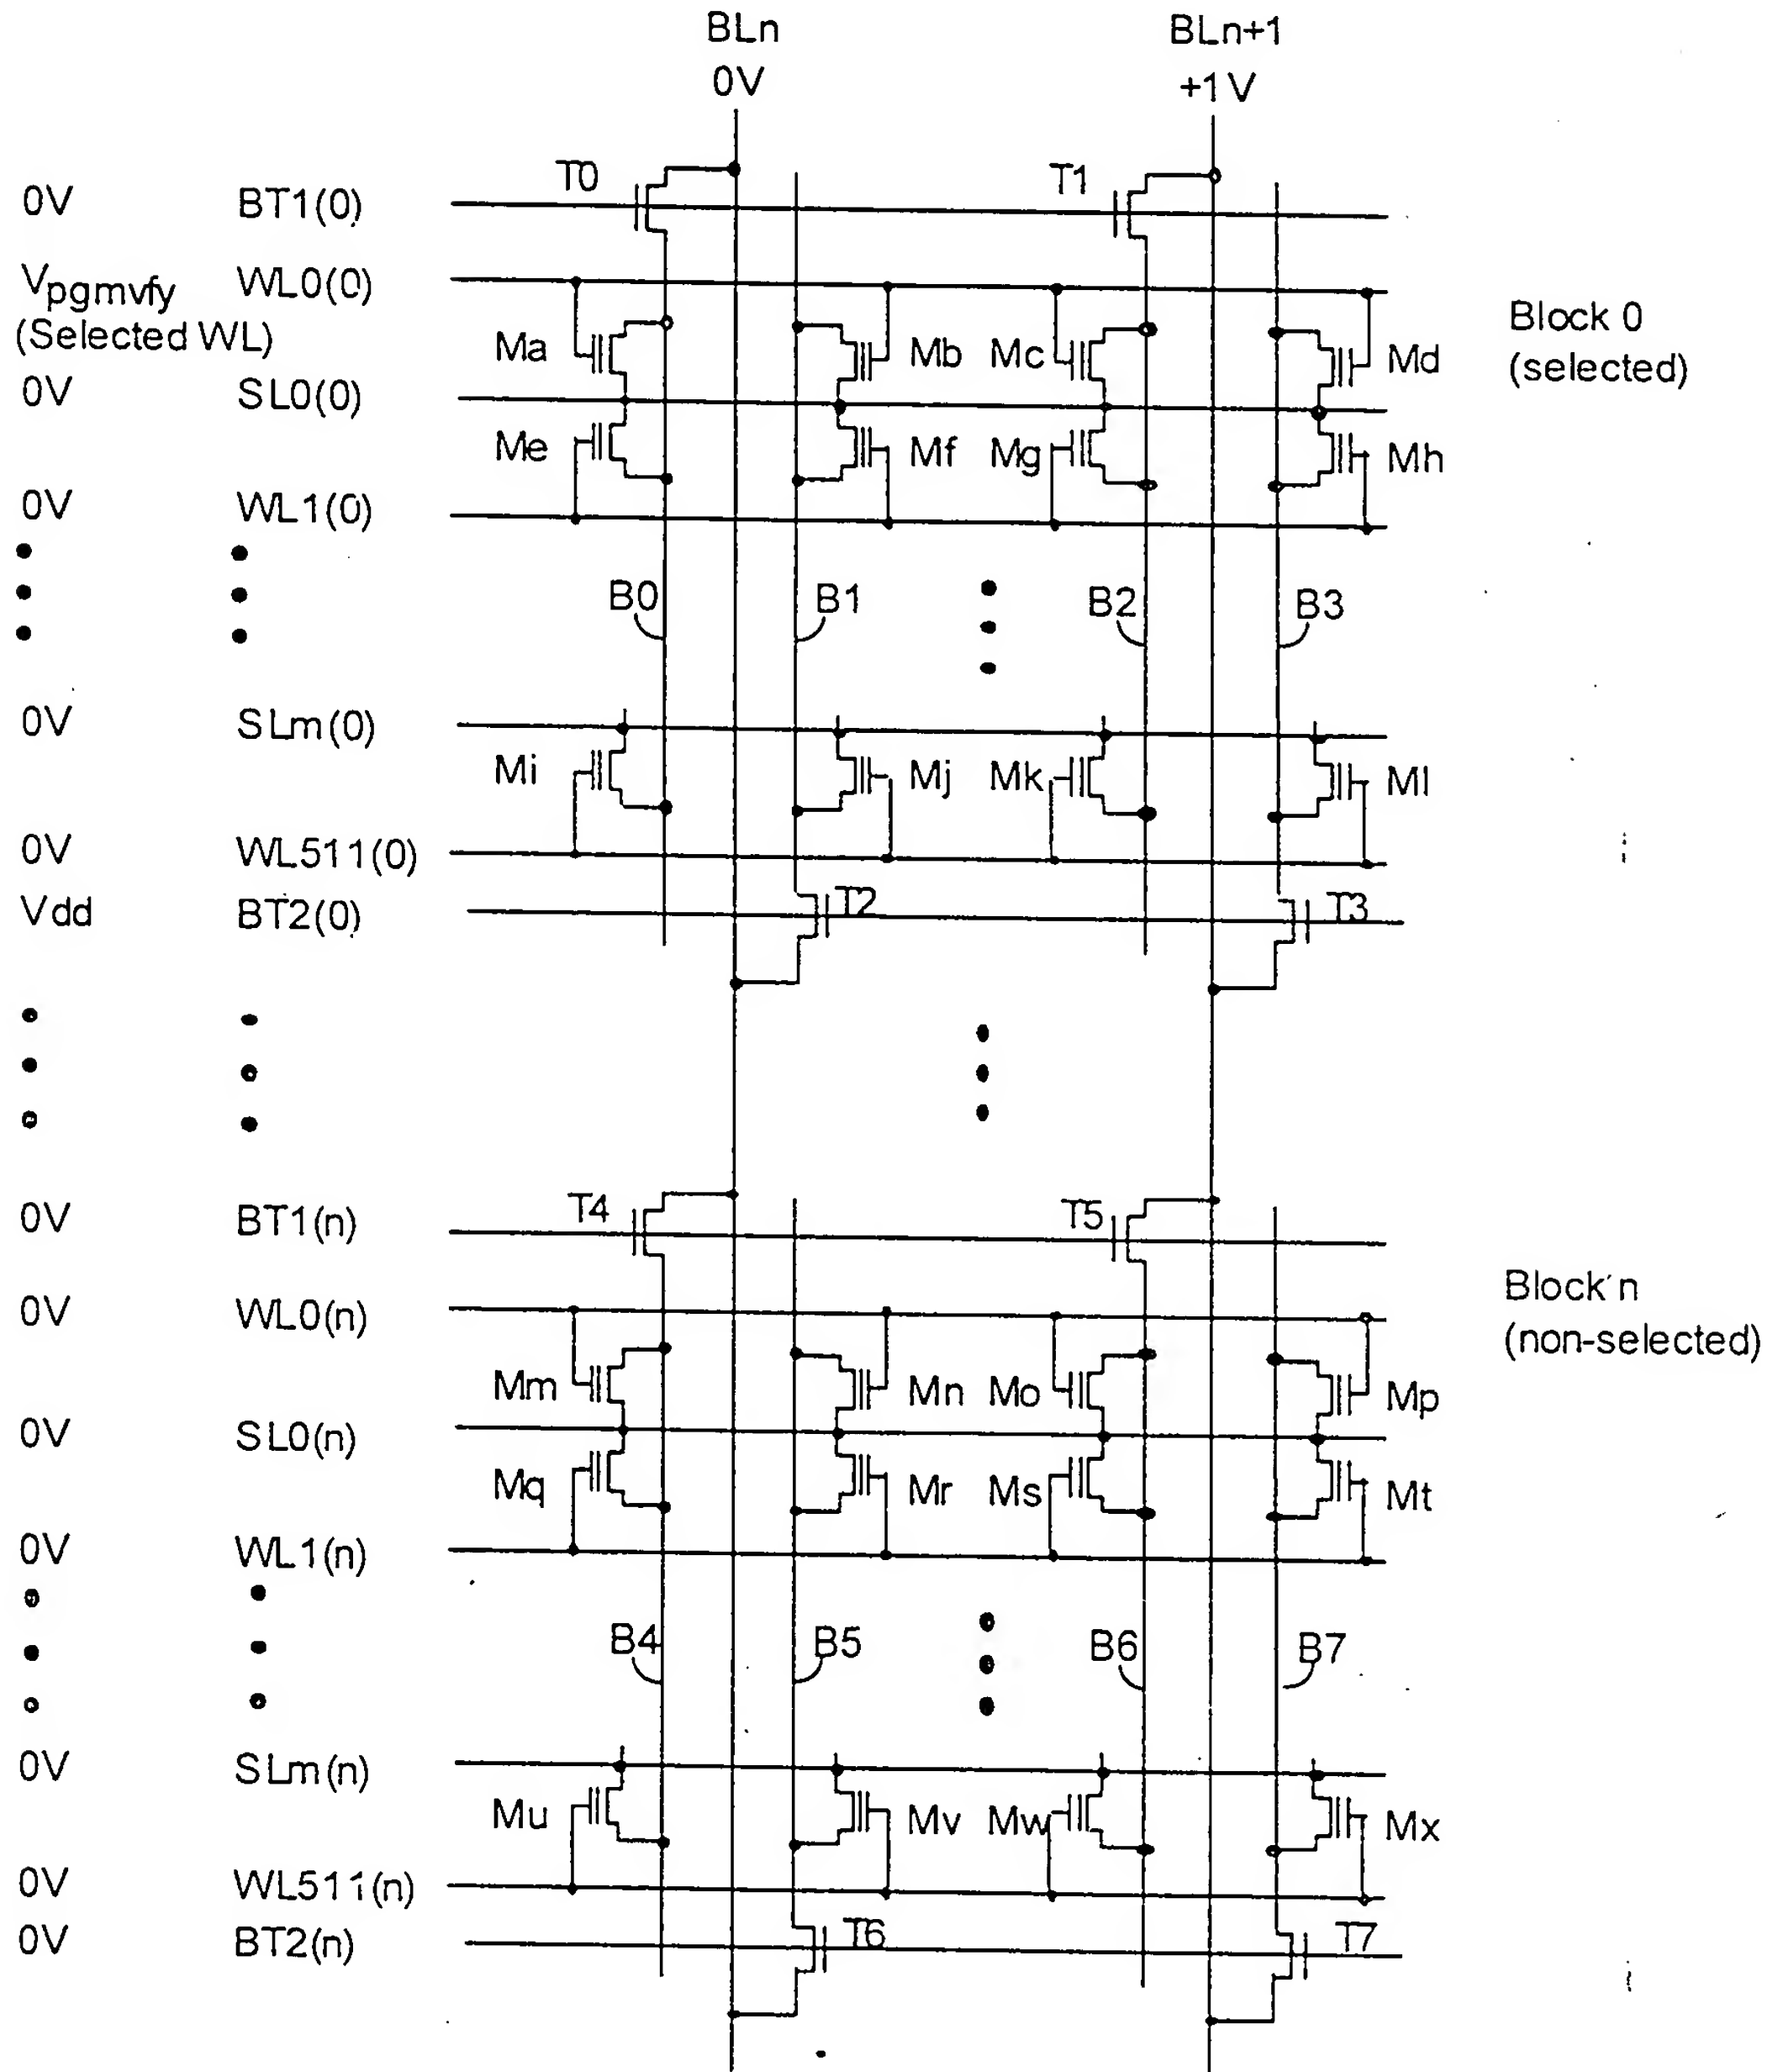 BLn BLn+1
0V +1V
0V BT1(0) T0 T1
Vpgmvfy WL0(0)
(Selected WL)
Ma Mb Mc Md
Block 0
(selected)
0V SL0(0)
Me Mf Mg Mh
0V WL1(0)
B0 B1 B2 B3
0V SLm(0)
Mi Mj Mk Ml
0V WL511(0)
Vdd BT2(0) T2 T3
0V BT1(n) T4 T5
0V WL0(n)
Block n
(non-selected)
Mm Mn Mo Mp
0V SL0(n)
Mq Mr Ms Mt
0V WL1(n)
B4 B5 B6 B7
0V SLm(n)
Mu Mv Mw Mx
0V WL511(n)
0V BT2(n) T6 T7